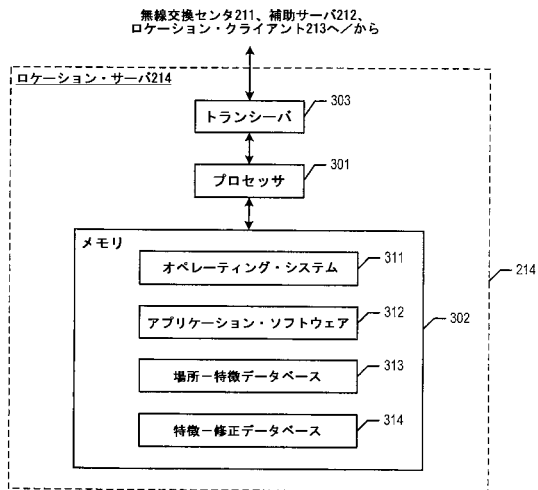 無線交換センタ211、補助サーバ212、
ロケーション・クライアント213へ／から
ロケーション・サーバ214
トランシーバ
303
プロセッサ
301
メモリ
オペレーティング・システム
311
アプリケーション・ソフトウェア
312
場所－特徴データベース
313
特徴－修正データベース
314
302
214